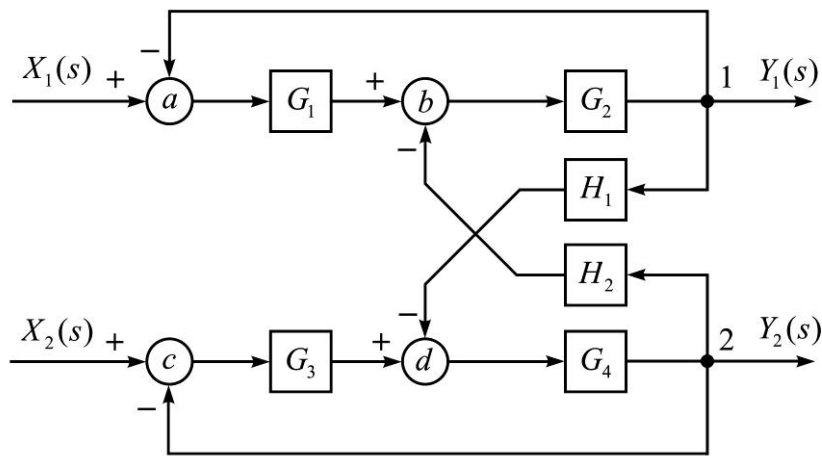 −
X₁(s) + a G₁ + b G₂ 1 Y₁(s)
−
H₁
H₂
−
X₂(s) + c G₃ + d G₄ 2 Y₂(s)
−